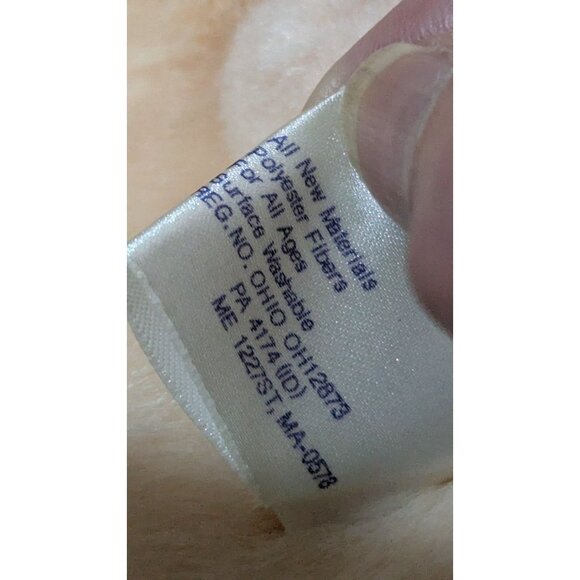 All New Materials
Polyester Fibers
For All Ages
Surface Washable
REG.NO. OHIO OH12873
PA 4174(ID)
ME 1227ST, MA-0578